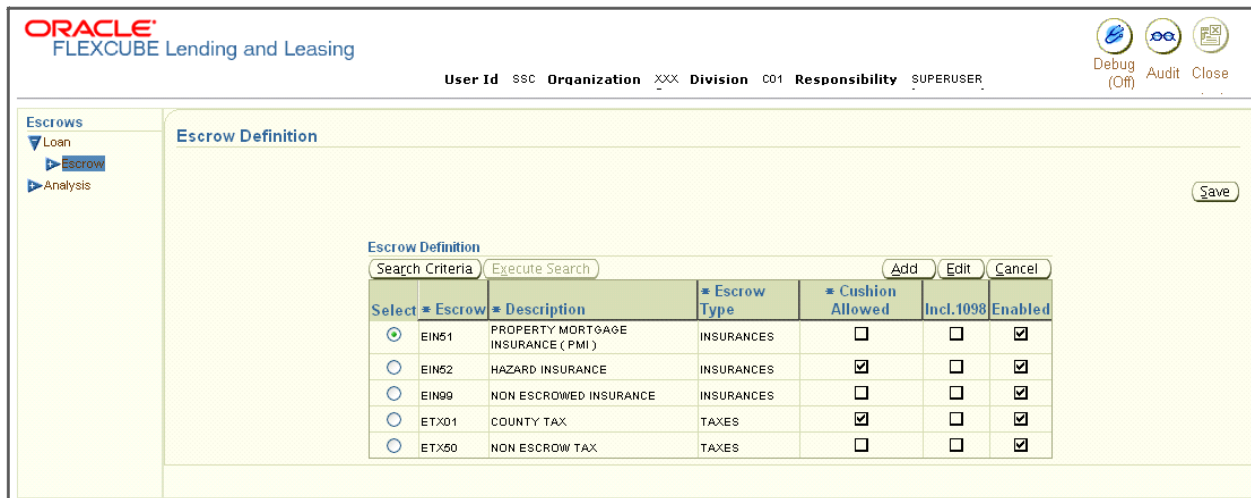 ORACLE
FLEXCUBE Lending and Leasing
User Id SSC Organization XXX Division C01 Responsibility SUPERUSER
Debug (Off)
Audit
Close
Escrows
Loan
Escrow
Analysis
Escrow Definition
Save
Escrow Definition
Search Criteria Execute Search Add Edit Cancel
Select * Escrow * Description * Escrow Type * Cushion Allowed Incl.1098 Enabled
EIN51 PROPERTY MORTGAGE INSURANCE ( PMI ) INSURANCES
EIN52 HAZARD INSURANCE INSURANCES
EIN99 NON ESCROWED INSURANCE INSURANCES
ETX01 COUNTY TAX TAXES
ETX50 NON ESCROW TAX TAXES